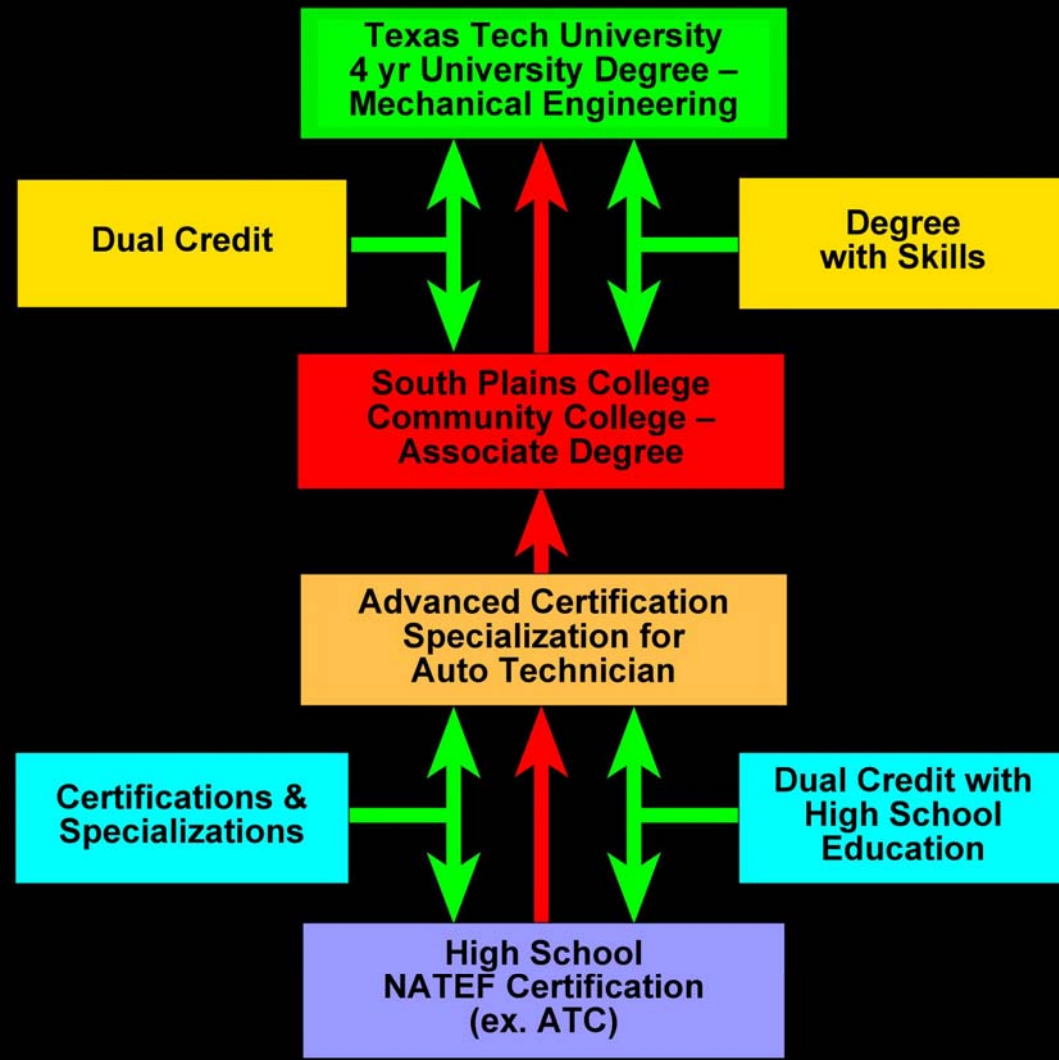 Texas Tech University
4 yr University Degree –
Mechanical Engineering
Dual Credit
Degree
with Skills
South Plains College
Community College –
Associate Degree
Advanced Certification
Specialization for
Auto Technician
Certifications &
Specializations
Dual Credit with
High School
Education
High School
NATEF Certification
(ex. ATC)